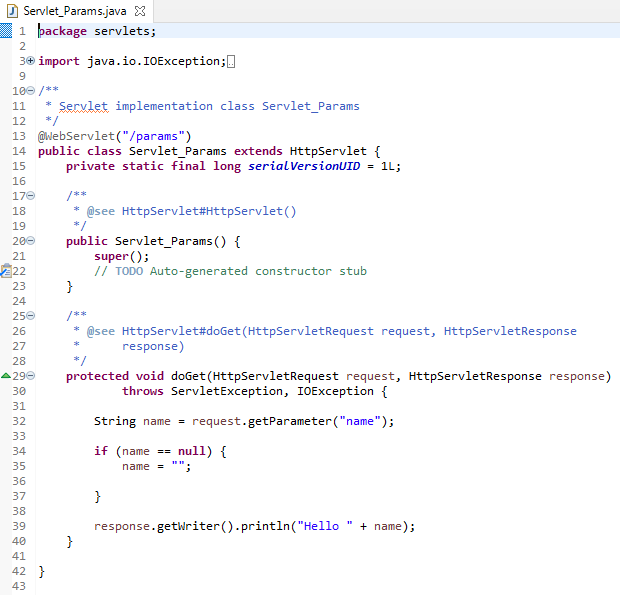 Servlet_Params.java
1 package servlets;
2
3 import java.io.IOException;
9
10 /**
11  * Servlet implementation class Servlet_Params
12  */
13 @WebServlet("/params")
14 public class Servlet_Params extends HttpServlet {
15     private static final long serialVersionUID = 1L;
16
17     /**
18      * @see HttpServlet#HttpServlet()
19      */
20     public Servlet_Params() {
21         super();
22         // TODO Auto-generated constructor stub
23     }
24
25     /**
26      * @see HttpServlet#doGet(HttpServletRequest request, HttpServletResponse
27      *      response)
28      */
29     protected void doGet(HttpServletRequest request, HttpServletResponse response)
30             throws ServletException, IOException {
31
32         String name = request.getParameter("name");
33
34         if (name == null) {
35             name = "";
36
37         }
38
39         response.getWriter().println("Hello " + name);
40     }
41
42 }
43